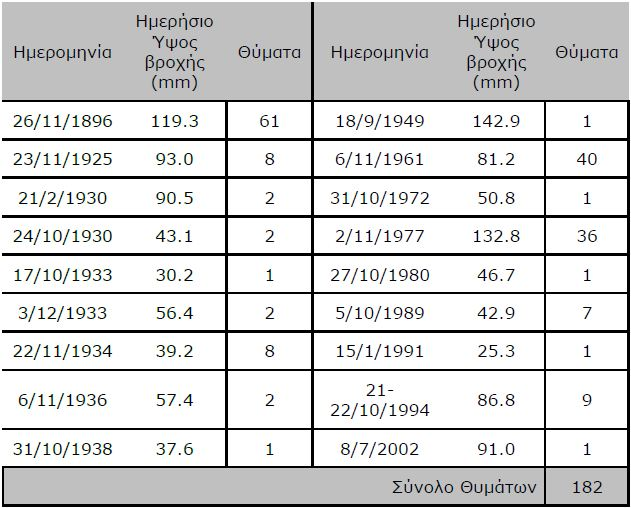 Ημερομηνία Ημερήσιο Ύψος βροχής (mm) Θύματα Ημερομηνία Ημερήσιο Ύψος βροχής (mm) Θύματα
26/11/1896 119.3 61 18/9/1949 142.9 1
23/11/1925 93.0 8 6/11/1961 81.2 40
21/2/1930 90.5 2 31/10/1972 50.8 1
24/10/1930 43.1 2 2/11/1977 132.8 36
17/10/1933 30.2 1 27/10/1980 46.7 1
3/12/1933 56.4 2 5/10/1989 42.9 7
22/11/1934 39.2 8 15/1/1991 25.3 1
6/11/1936 57.4 2 21-22/10/1994 86.8 9
31/10/1938 37.6 1 8/7/2002 91.0 1
Σύνολο Θυμάτων 182